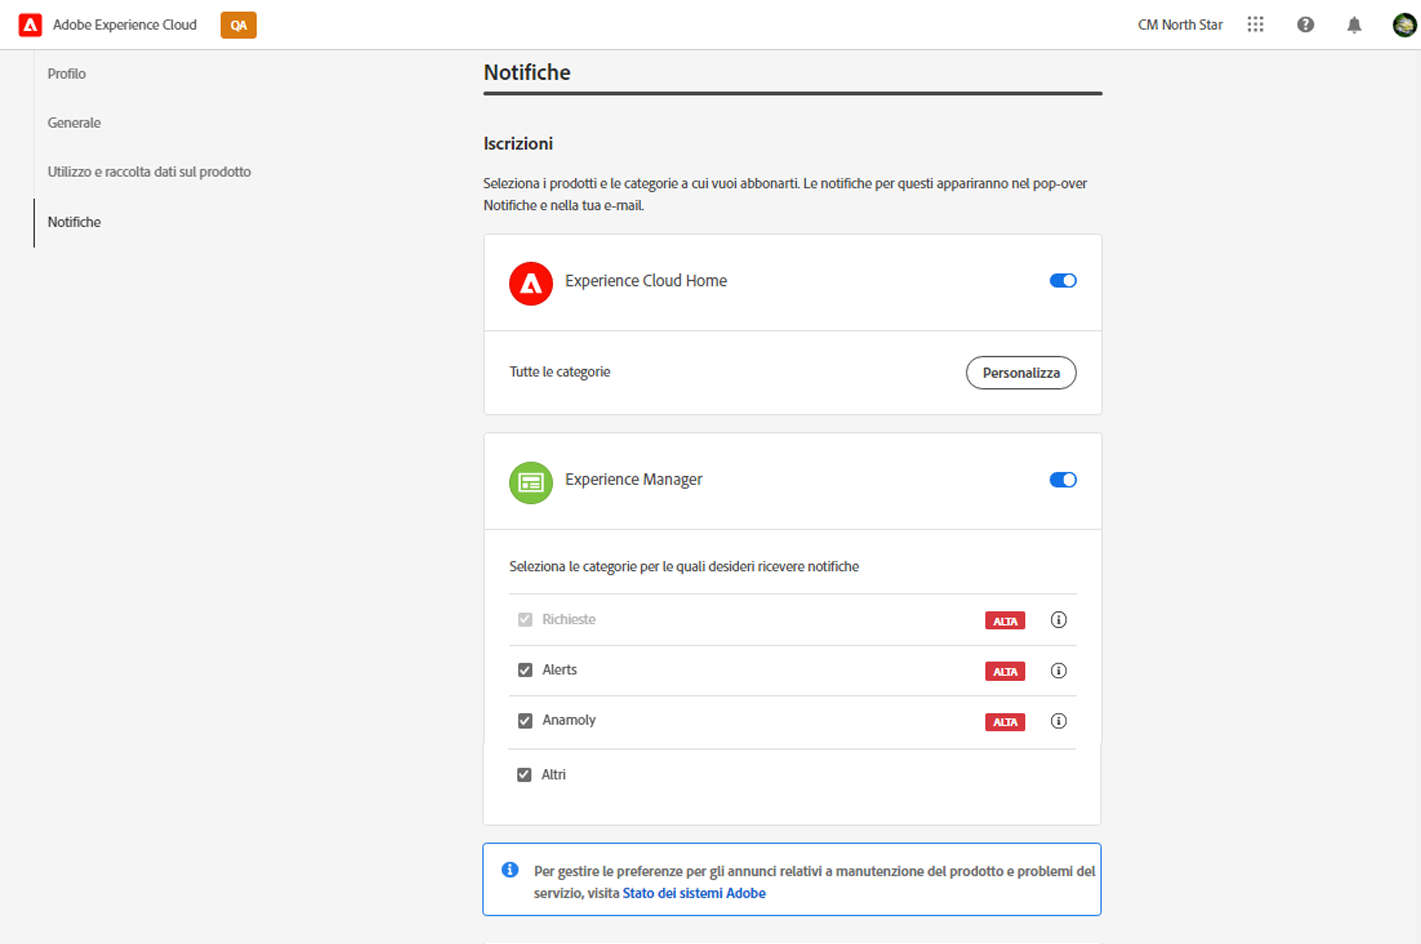 Adobe Experience Cloud
QA
CM North Star
Profilo
Generale
Utilizzo e raccolta dati sul prodotto
Notifiche
Notifiche
Iscrizioni
Seleziona i prodotti e le categorie a cui vuoi abbonarti. Le notifiche per questi appariranno nel pop-over
Notifiche e nella tua e-mail.
Experience Cloud Home
Tutte le categorie
Personalizza
Experience Manager
Seleziona le categorie per le quali desideri ricevere notifiche
Richieste
ALTA
Alerts
ALTA
Anamoly
ALTA
Altri
Per gestire le preferenze per gli annunci relativi a manutenzione del prodotto e problemi del
servizio, visita Stato dei sistemi Adobe